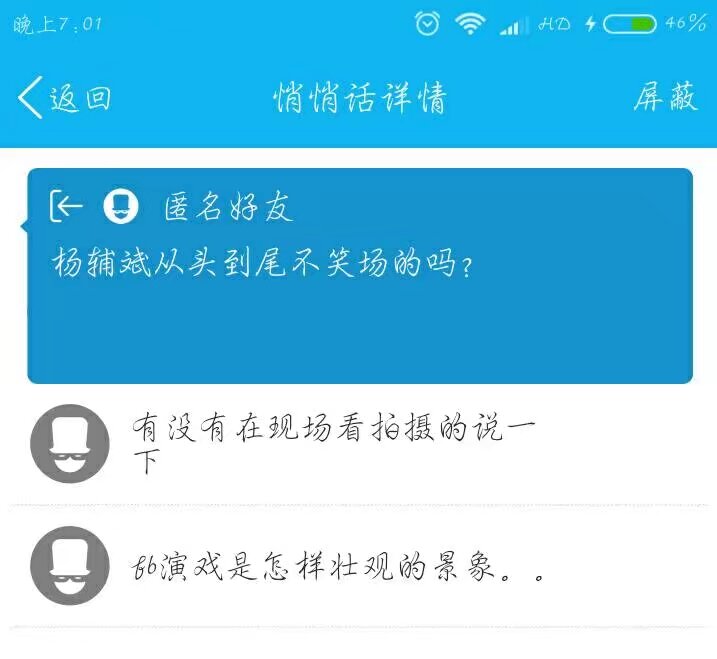 晚上7:01
HD
46%
返回
悄悄话详情
屏蔽
匿名好友
杨辅斌从头到尾不笑场的吗?
有没有在现场看拍摄的说一
下
fb演戏是怎样壮观的景象。。